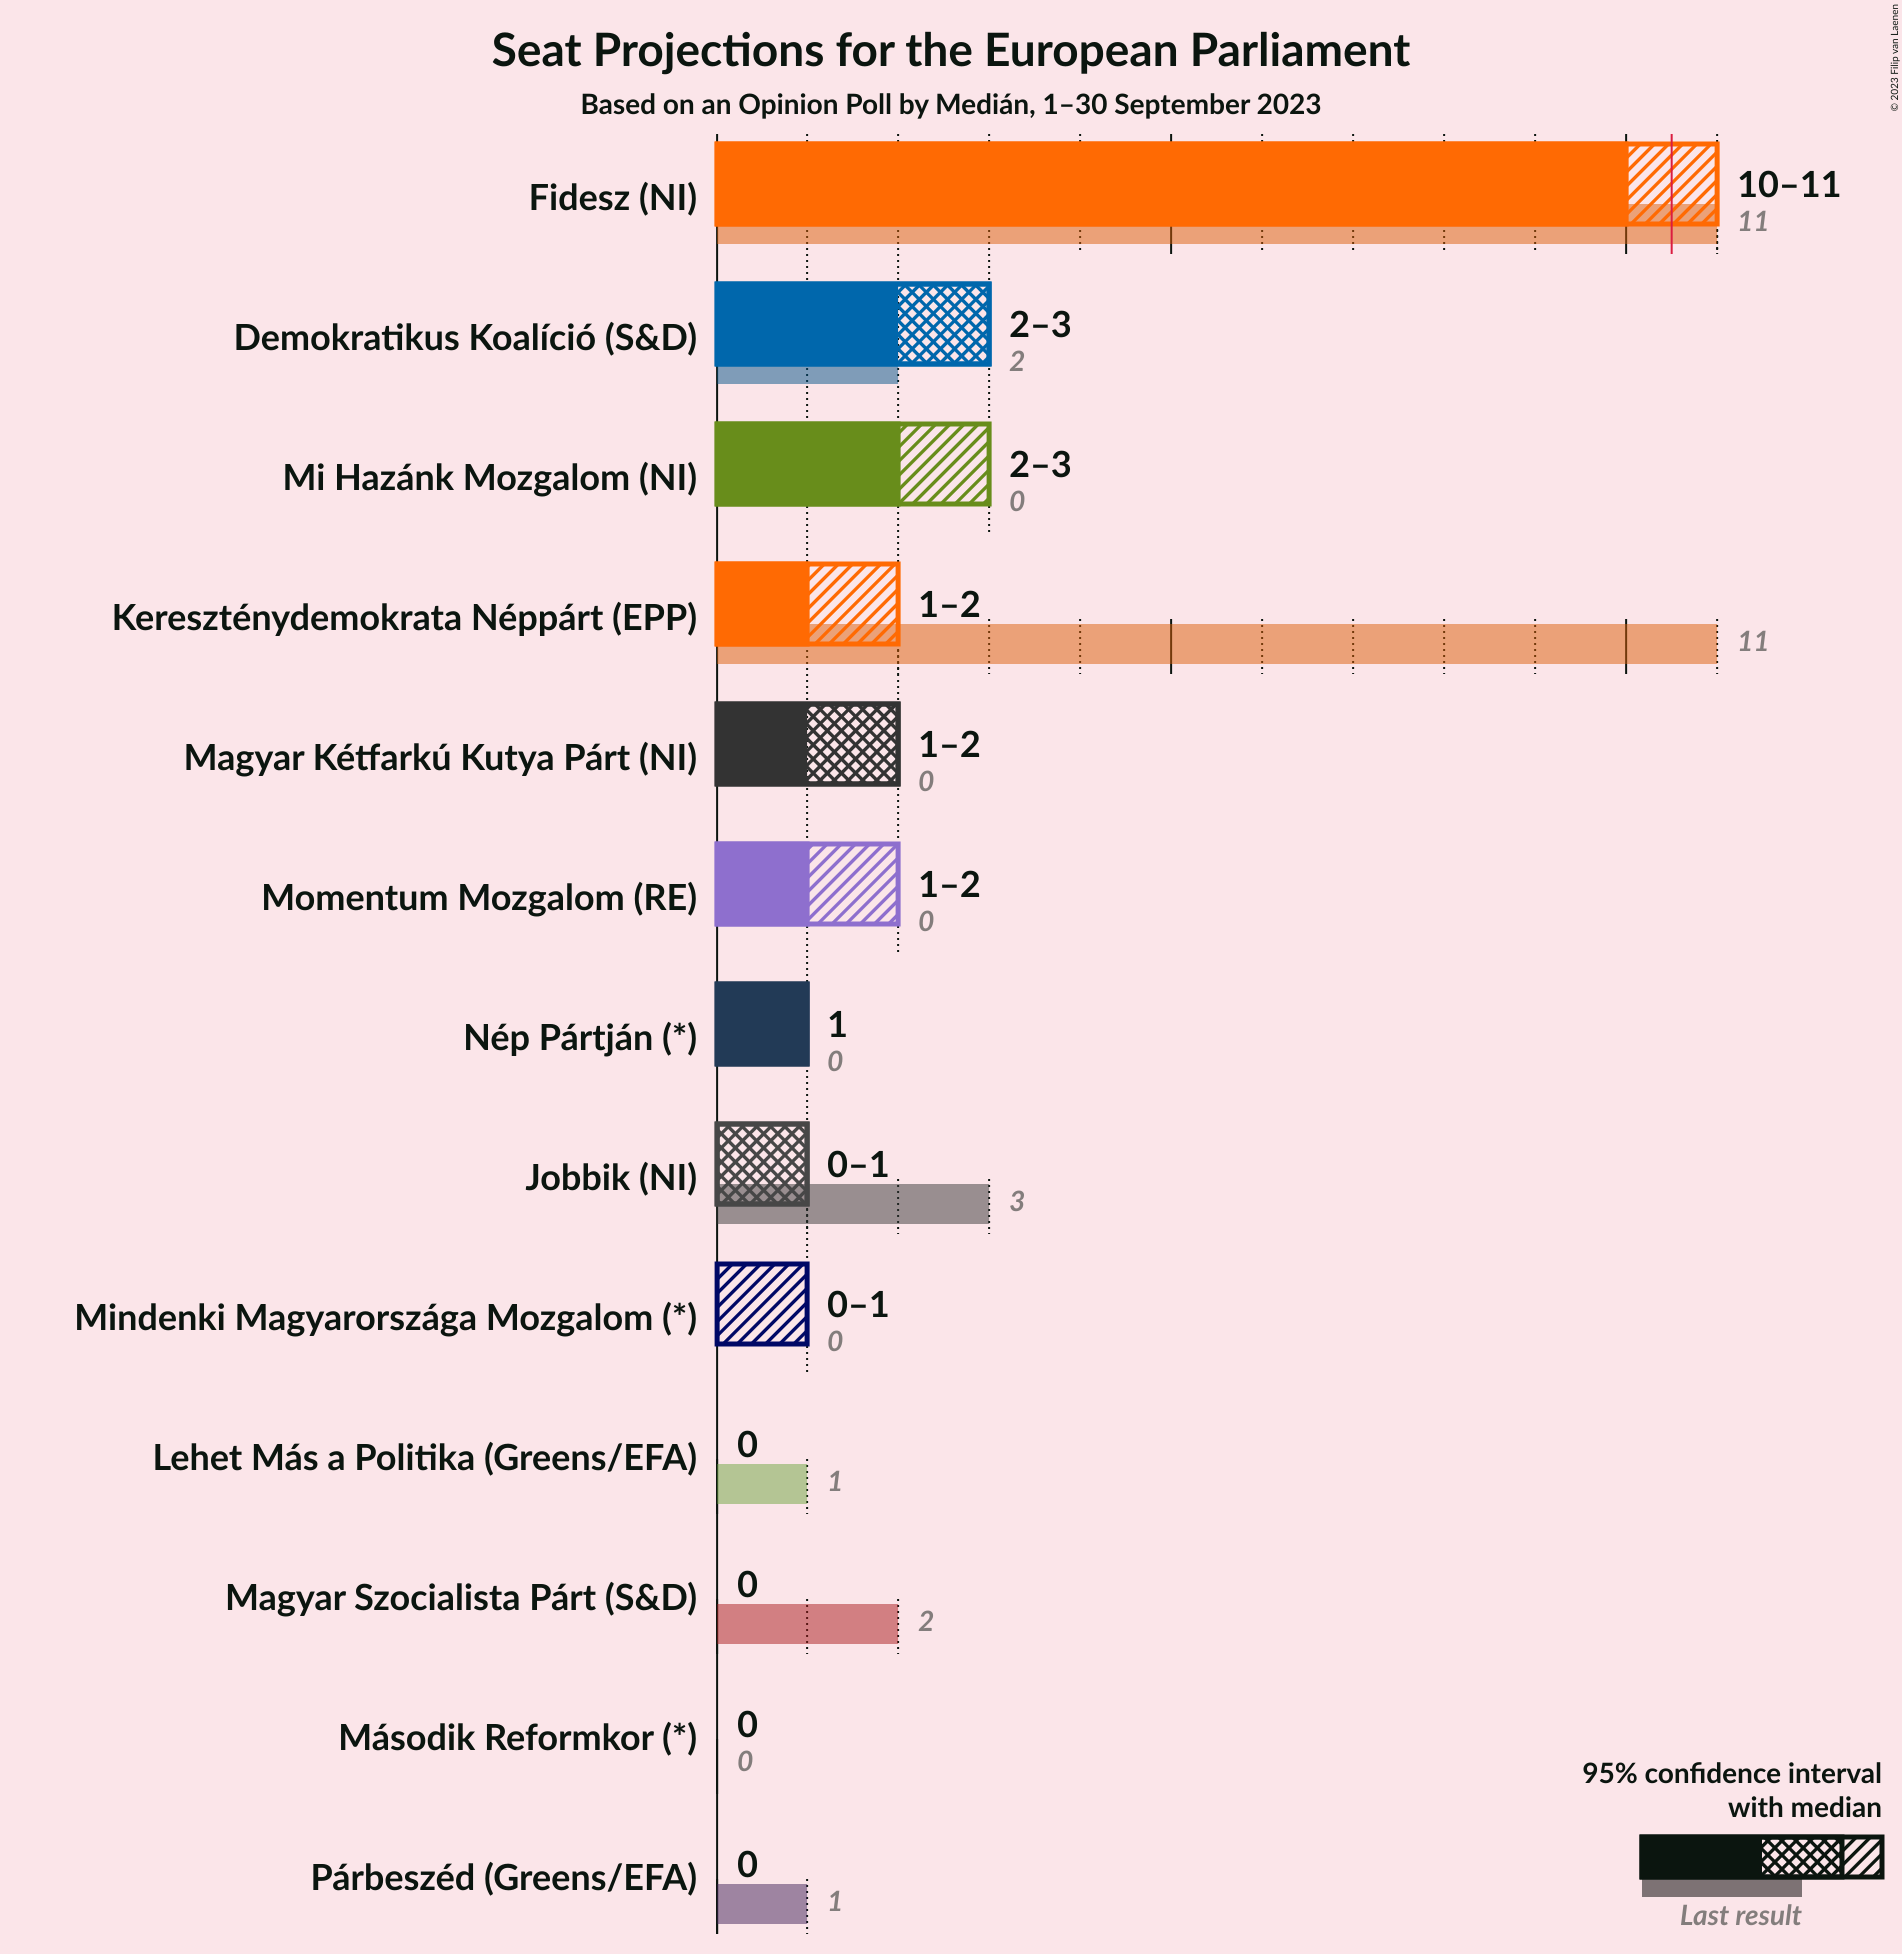 Seat Projections for the European Parliament
Based on an Opinion Poll by Medián, 1–30 September 2023
© 2023 Filip van Laenen
Fidesz (NI)
10–11
11
Demokratikus Koalíció (S&D)
2–3
2
Mi Hazánk Mozgalom (NI)
2–3
0
Kereszténydemokrata Néppárt (EPP)
1–2
11
Magyar Kétfarkú Kutya Párt (NI)
1–2
0
Momentum Mozgalom (RE)
1–2
0
Nép Pártján (*)
1
0
Jobbik (NI)
0–1
3
Mindenki Magyarországa Mozgalom (*)
0–1
0
Lehet Más a Politika (Greens/EFA)
0
1
Magyar Szocialista Párt (S&D)
0
2
Második Reformkor (*)
0
0
Párbeszéd (Greens/EFA)
0
1
95% confidence interval
with median
Last result